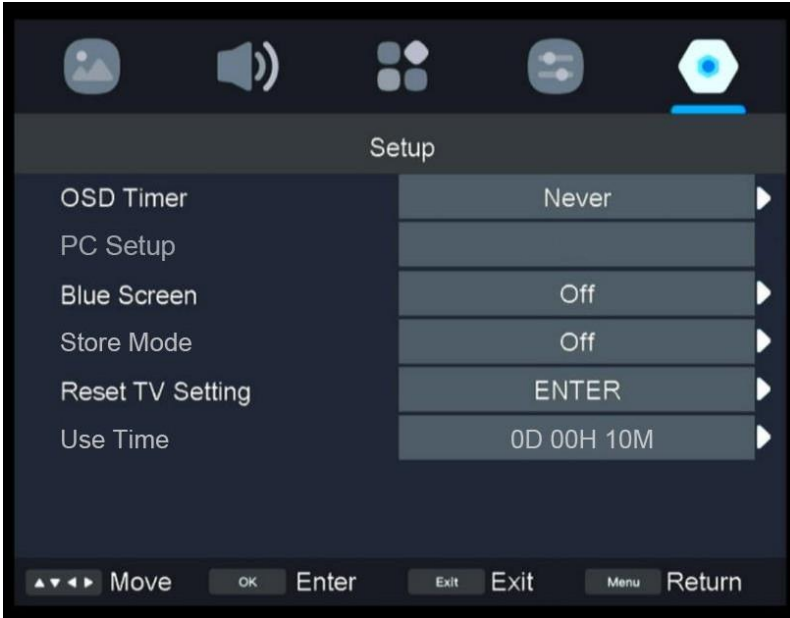 Setup
OSD Timer Never
PC Setup
Blue Screen Off
Store Mode Off
Reset TV Setting ENTER
Use Time 0D 00H 10M
Move OK Enter Exit Exit Menu Return